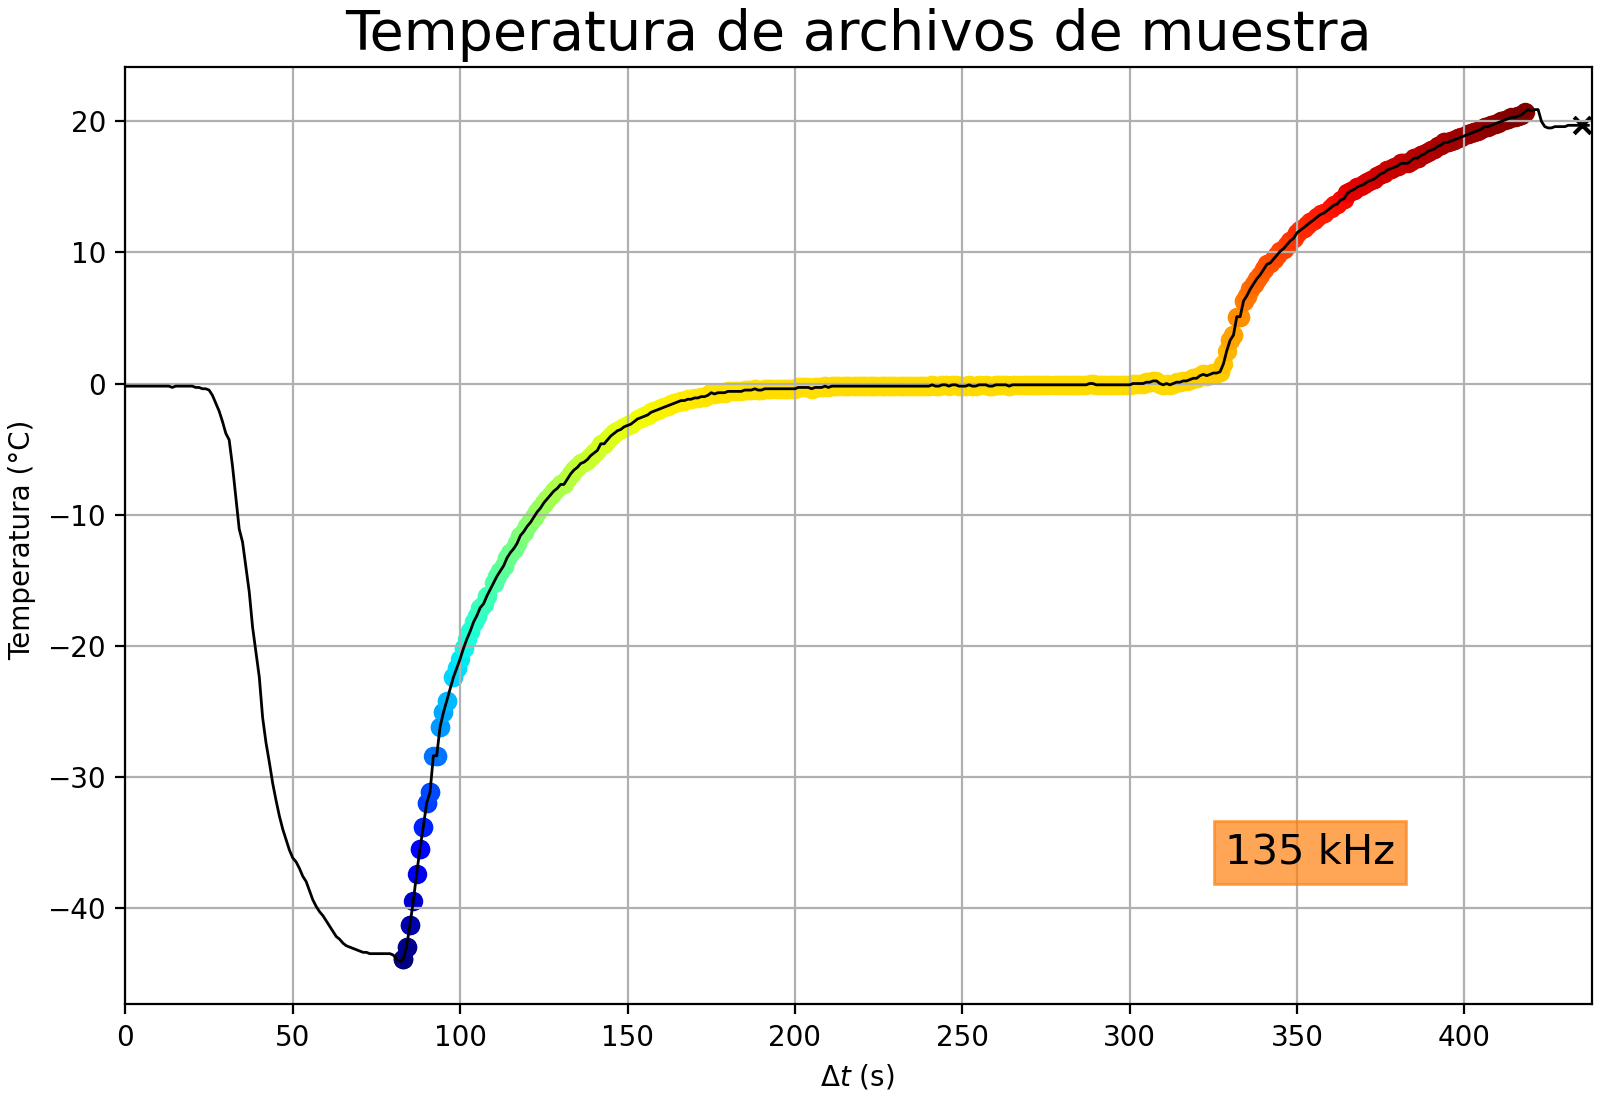 Temperatura de archivos de muestra
Temperatura (°C)
20
10
0
−10
−20
−30
−40
135 kHz
0 50 100 150 200 250 300 350 400
Δt (s)